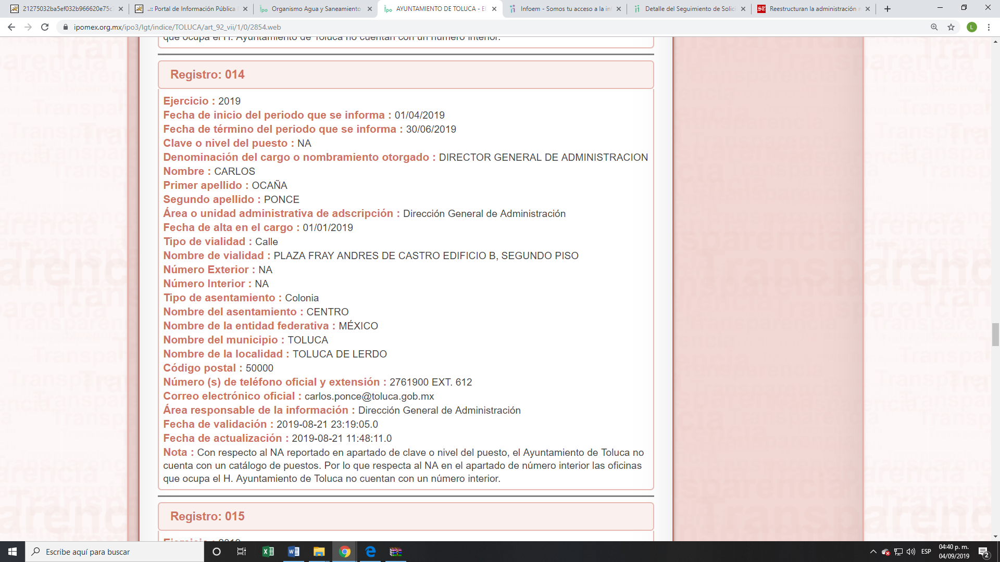 21275032ba5ef032b966620e75c
..:: Portal de Información Pública
Organismo Agua y Saneamiento
AYUNTAMIENTO DE TOLUCA - El
Infoem - Somos tu acceso a la in
Detalle del Seguimiento de Solici
Reestructuran la administración
ipomex.org.mx/ipo3/lgt/indice/TOLUCA/art_92_vii/1/0/2854.web
L
que ocupa el H. Ayuntamiento de Toluca no cuentan con un número interior.
Registro: 014
Ejercicio : 2019
Fecha de inicio del periodo que se informa : 01/04/2019
Fecha de término del periodo que se informa : 30/06/2019
Clave o nivel del puesto : NA
Denominación del cargo o nombramiento otorgado : DIRECTOR GENERAL DE ADMINISTRACION
Nombre : CARLOS
Primer apellido : OCAÑA
Segundo apellido : PONCE
Área o unidad administrativa de adscripción : Dirección General de Administración
Fecha de alta en el cargo : 01/01/2019
Tipo de vialidad : Calle
Nombre de vialidad : PLAZA FRAY ANDRES DE CASTRO EDIFICIO B, SEGUNDO PISO
Número Exterior : NA
Número Interior : NA
Tipo de asentamiento : Colonia
Nombre del asentamiento : CENTRO
Nombre de la entidad federativa : MÉXICO
Nombre del municipio : TOLUCA
Nombre de la localidad : TOLUCA DE LERDO
Código postal : 50000
Número (s) de teléfono oficial y extensión : 2761900 EXT. 612
Correo electrónico oficial : carlos.ponce@toluca.gob.mx
Área responsable de la información : Dirección General de Administración
Fecha de validación : 2019-08-21 23:19:05.0
Fecha de actualización : 2019-08-21 11:48:11.0
Nota : Con respecto al NA reportado en apartado de clave o nivel del puesto, el Ayuntamiento de Toluca no
cuenta con un catálogo de puestos. Por lo que respecta al NA en el apartado de número interior las oficinas
que ocupa el H. Ayuntamiento de Toluca no cuentan con un número interior.
Registro: 015
Ejercicio : 2019
Escribe aquí para buscar
ESP
04:40 p. m.
04/09/2019
2